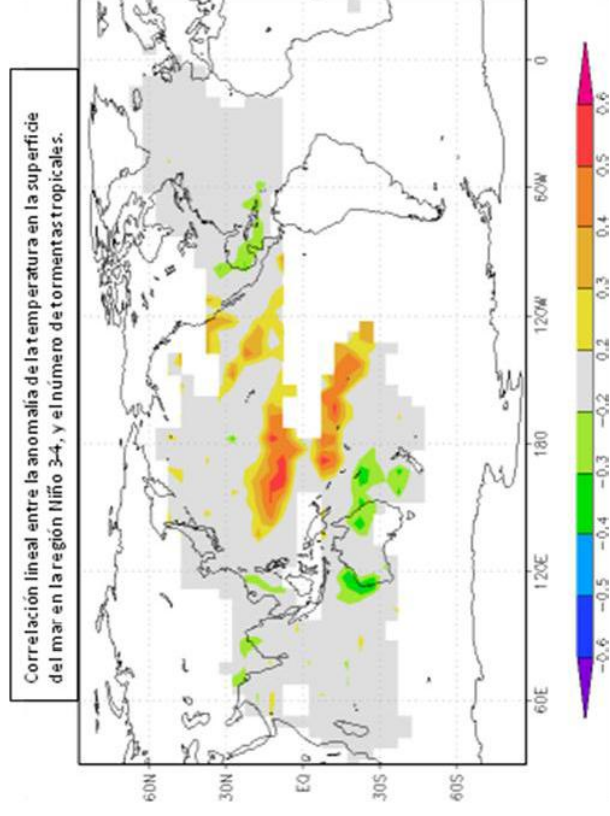 Correlación lineal entre la anomalía de la temperatura en la superficie
del mar en la región Niño 3-4, y el número de tormentas tropicales.
60N
30N
EQ
30S
60S
60E 120E 180 120W 60W 0
-0.6 -0.5 -0.4 -0.3 -0.2 0.2 0.3 0.4 0.5 0.6